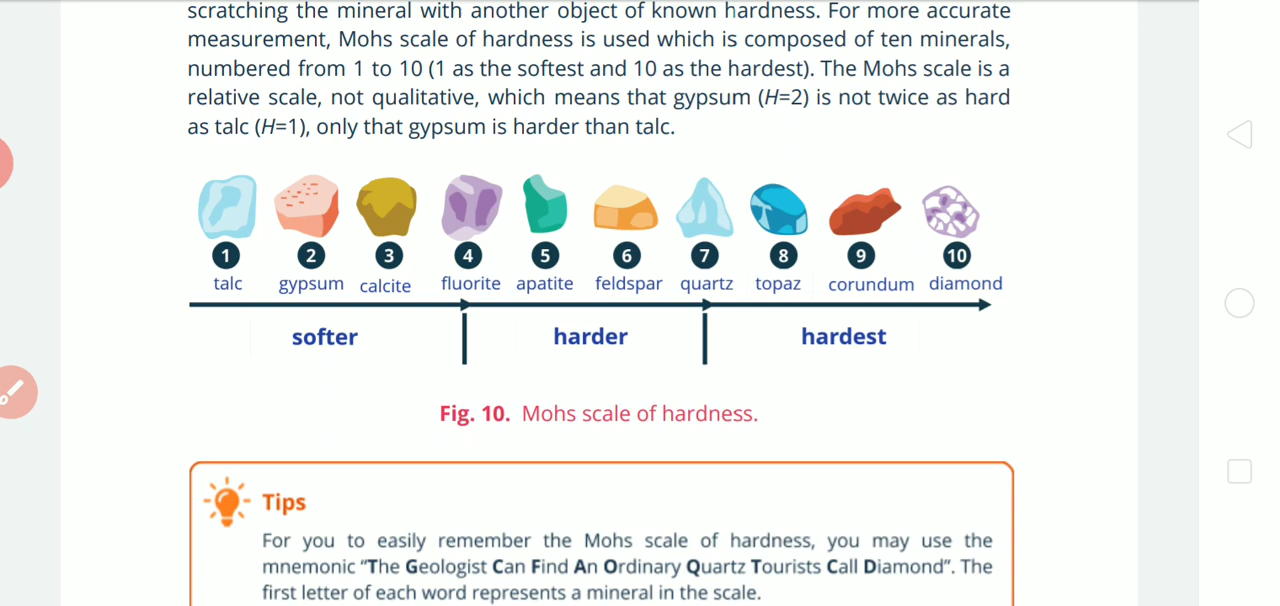 scratching the mineral with another object of known hardness. For more accurate
measurement, Mohs scale of hardness is used which is composed of ten minerals,
numbered from 1 to 10 (1 as the softest and 10 as the hardest). The Mohs scale is a
relative scale, not qualitative, which means that gypsum (H=2) is not twice as hard
as talc (H=1), only that gypsum is harder than talc.
1 2 3 4 5 6 7 8 9 10
talc gypsum calcite fluorite apatite feldspar quartz topaz corundum diamond
softer harder hardest
Fig. 10. Mohs scale of hardness.
Tips
For you to easily remember the Mohs scale of hardness, you may use the
mnemonic “The Geologist Can Find An Ordinary Quartz Tourists Call Diamond”. The
first letter of each word represents a mineral in the scale.